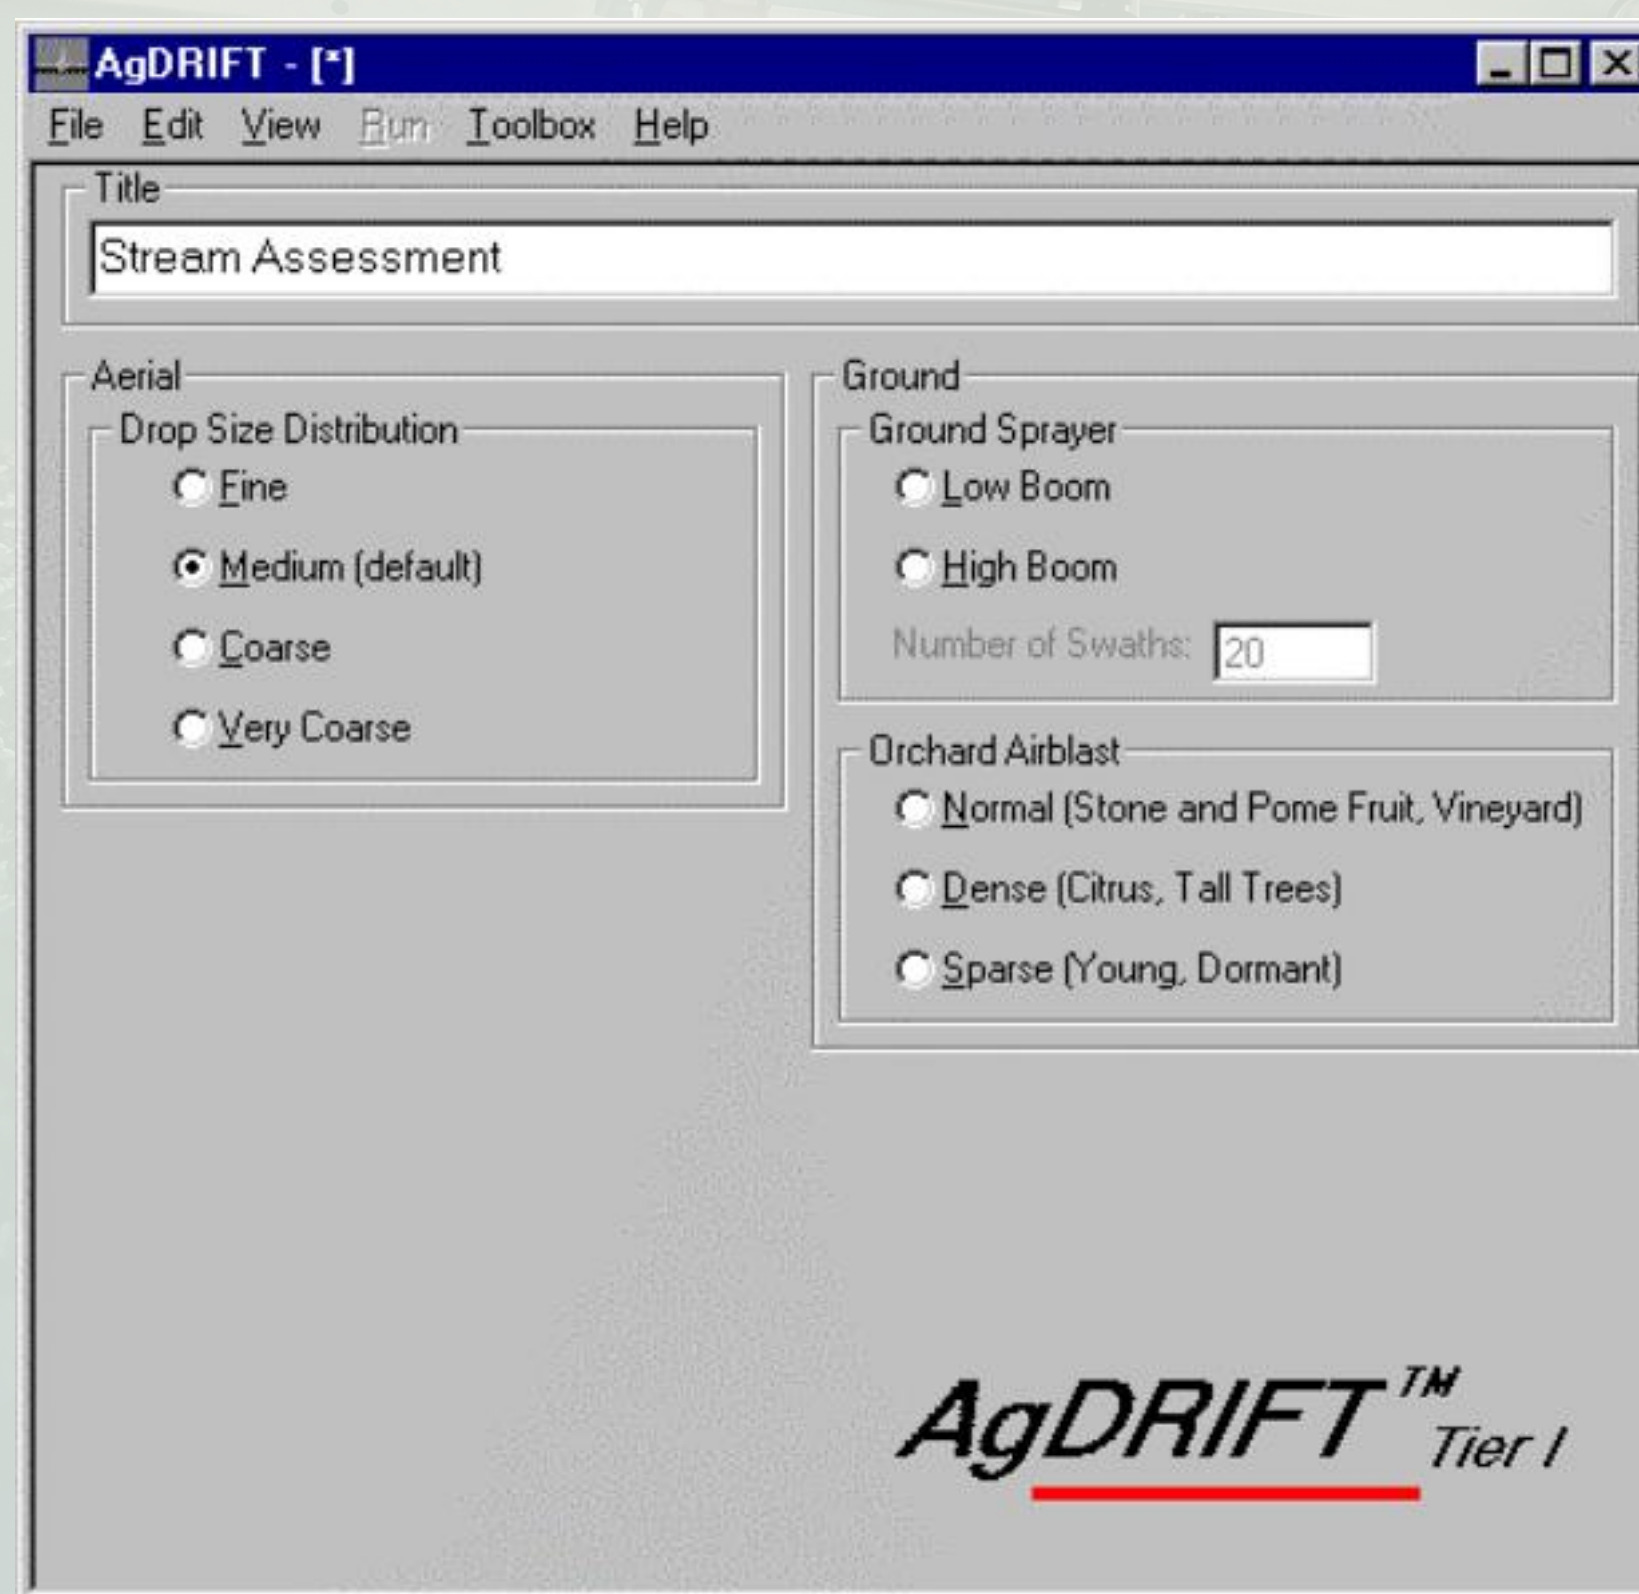 AgDRIFT - [*]
File Edit View Run Toolbox Help
Title
Stream Assessment
Aerial
Drop Size Distribution
Fine
Medium (default)
Coarse
Very Coarse
Ground
Ground Sprayer
Low Boom
High Boom
Number of Swaths: 20
Orchard Airblast
Normal (Stone and Pome Fruit, Vineyard)
Dense (Citrus, Tall Trees)
Sparse (Young, Dormant)
AgDRIFT™ Tier I